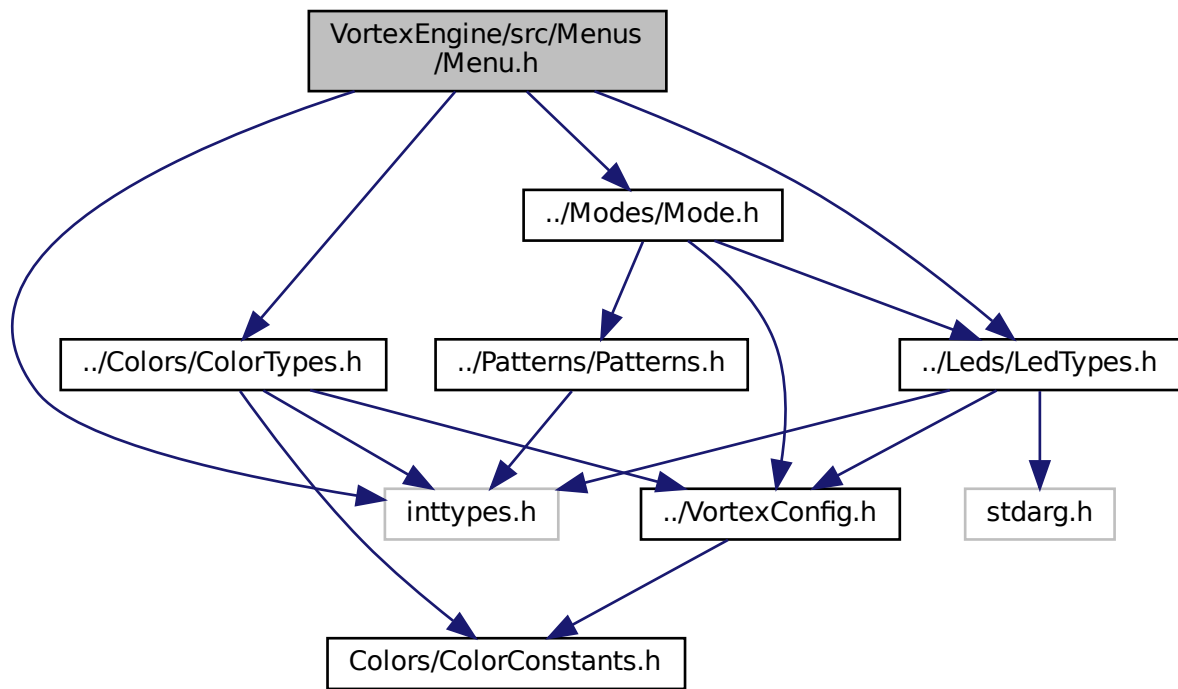 VortexEngine/src/Menus
/Menu.h
../Modes/Mode.h
../Colors/ColorTypes.h
../Patterns/Patterns.h
../Leds/LedTypes.h
inttypes.h
../VortexConfig.h
stdarg.h
Colors/ColorConstants.h